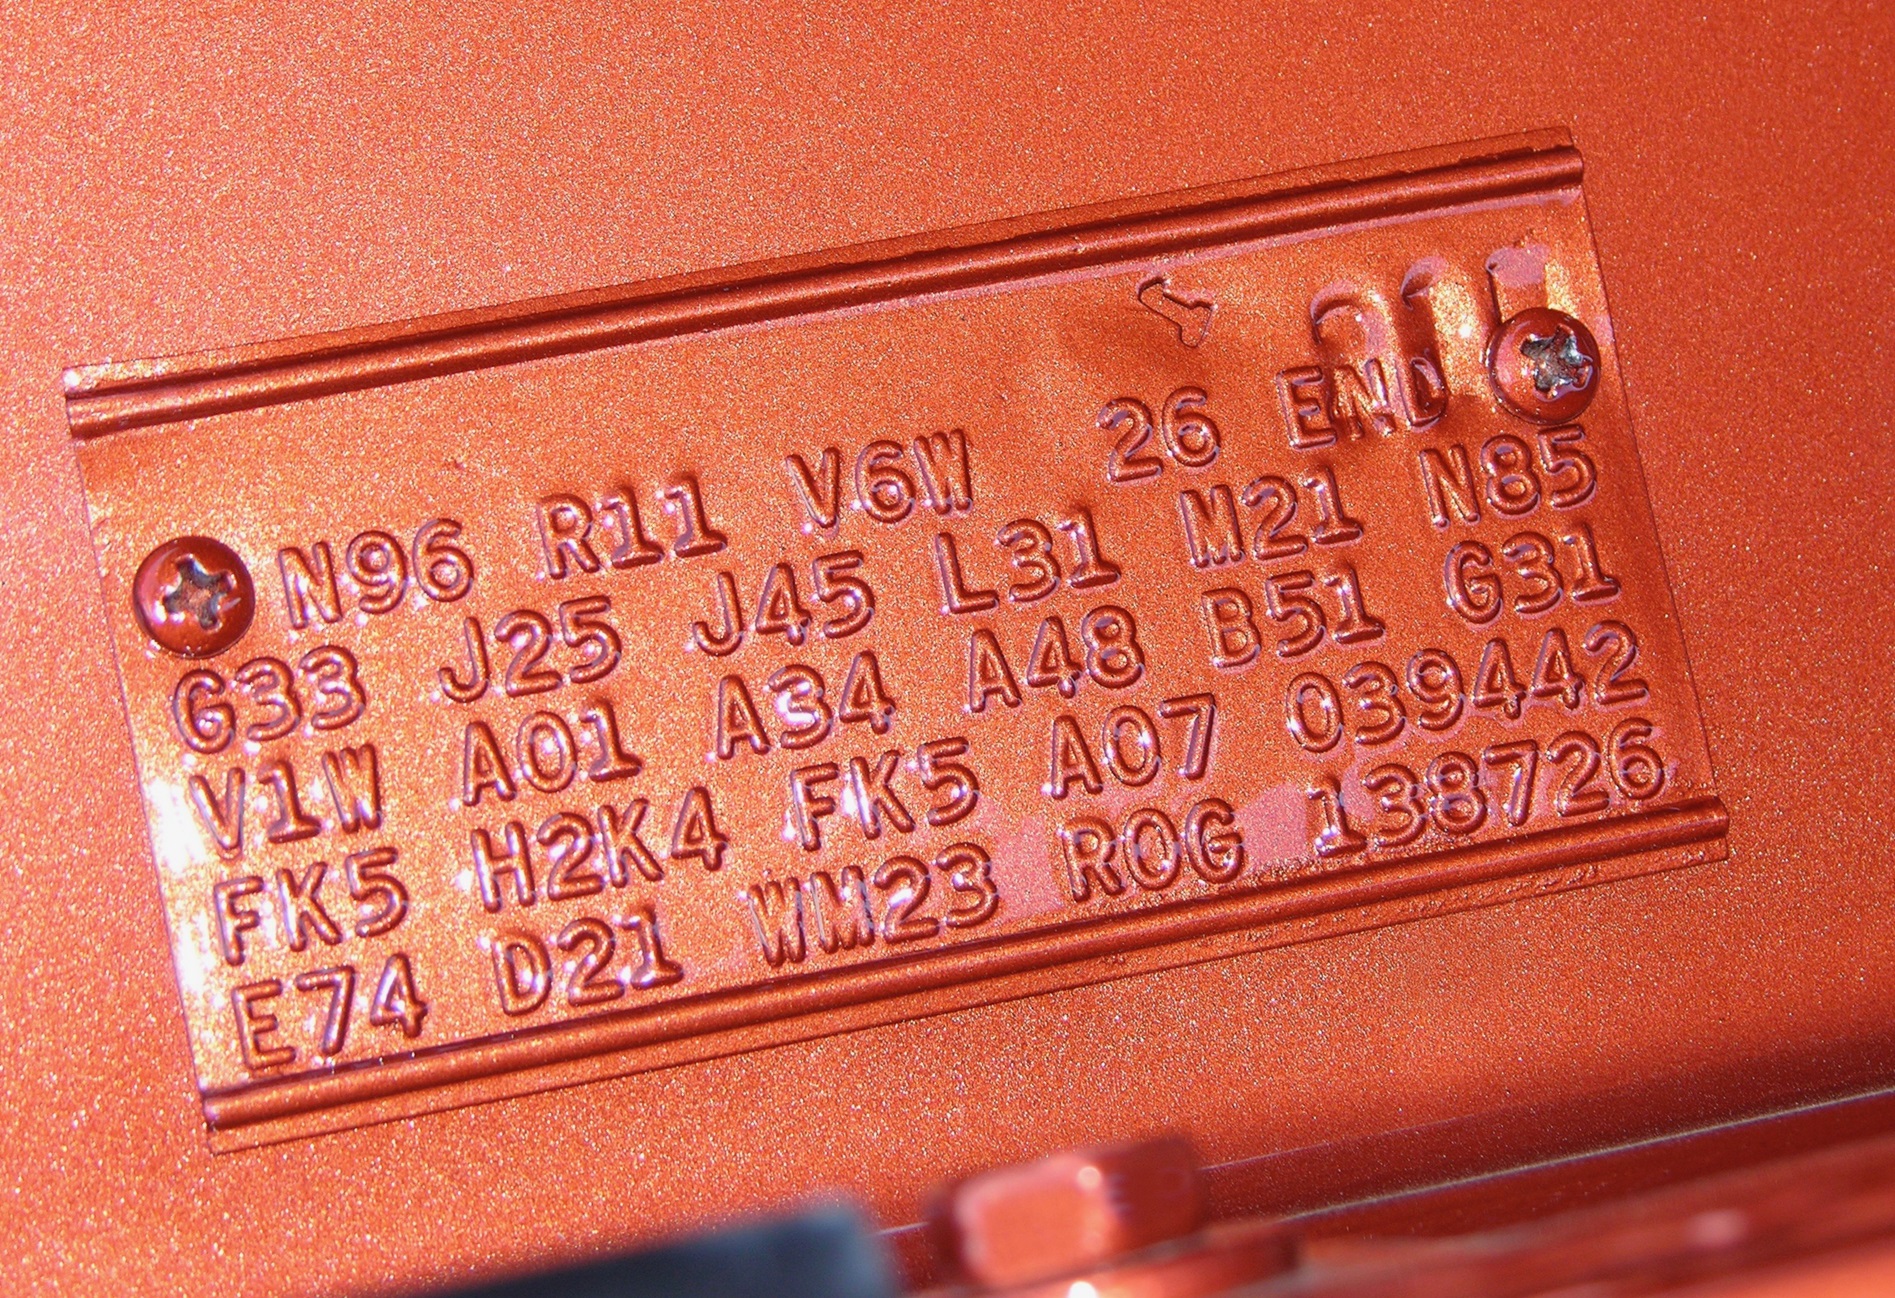 N96 R11 V6W 26 END
G33 J25 J45 L31 M21 N85
V1W A01 A34 A48 B51 G31
FK5 H2K4 FK5 A07 039442
E74 D21 WM23 R0G 138726